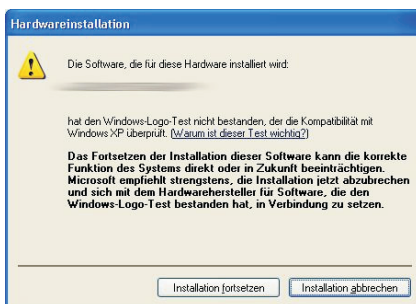 Hardwareinstallation
Die Software, die für diese Hardware installiert wird:
hat den Windows-Logo-Test nicht bestanden, der die Kompatibilität mit
Windows XP überprüft. (Warum ist dieser Test wichtig?)
Das Fortsetzen der Installation dieser Software kann die korrekte
Funktion des Systems direkt oder in Zukunft beeinträchtigen.
Microsoft empfiehlt strengstens, die Installation jetzt abzubrechen
und sich mit dem Hardwarehersteller für Software, die den
Windows-Logo-Test bestanden hat, in Verbindung zu setzen.
Installation fortsetzen
Installation abbrechen